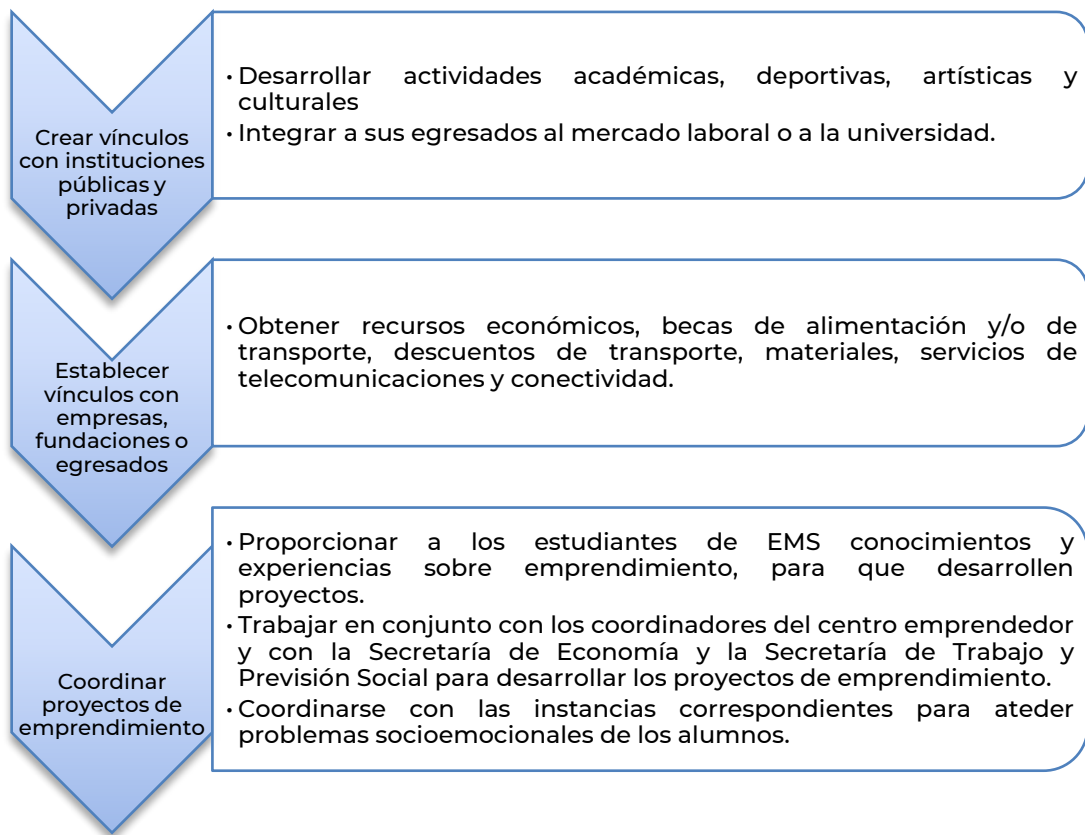 Crear vínculos
con instituciones
públicas y
privadas
· Desarrollar actividades académicas, deportivas, artísticas y
culturales
· Integrar a sus egresados al mercado laboral o a la universidad.
Establecer
vínculos con
empresas,
fundaciones o
egresados
· Obtener recursos económicos, becas de alimentación y/o de
transporte, descuentos de transporte, materiales, servicios de
telecomunicaciones y conectividad.
Coordinar
proyectos de
emprendimiento
· Proporcionar a los estudiantes de EMS conocimientos y
experiencias sobre emprendimiento, para que desarrollen
proyectos.
· Trabajar en conjunto con los coordinadores del centro emprendedor
y con la Secretaría de Economía y la Secretaría de Trabajo y
Previsión Social para desarrollar los proyectos de emprendimiento.
· Coordinarse con las instancias correspondientes para ateder
problemas socioemocionales de los alumnos.